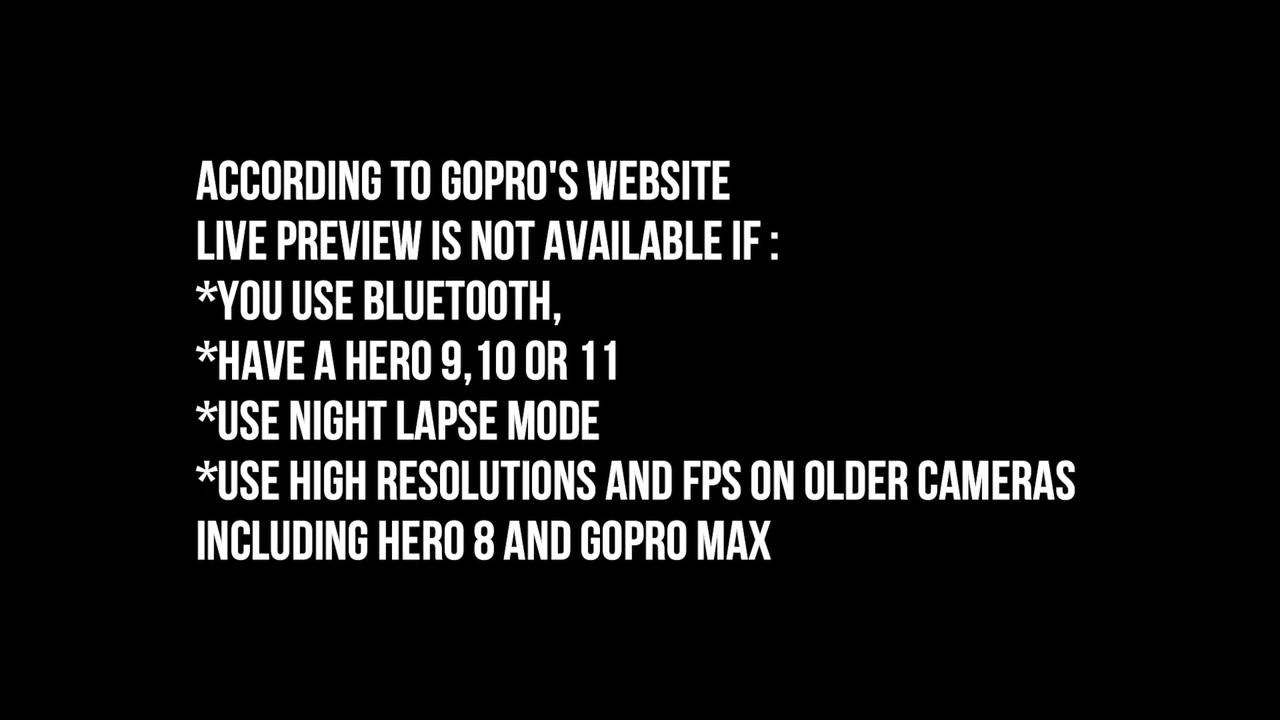 ACCORDING TO GOPRO'S WEBSITE
LIVE PREVIEW IS NOT AVAILABLE IF :
*YOU USE BLUETOOTH,
*HAVE A HERO 9,10 OR 11
*USE NIGHT LAPSE MODE
*USE HIGH RESOLUTIONS AND FPS ON OLDER CAMERAS
INCLUDING HERO 8 AND GOPRO MAX